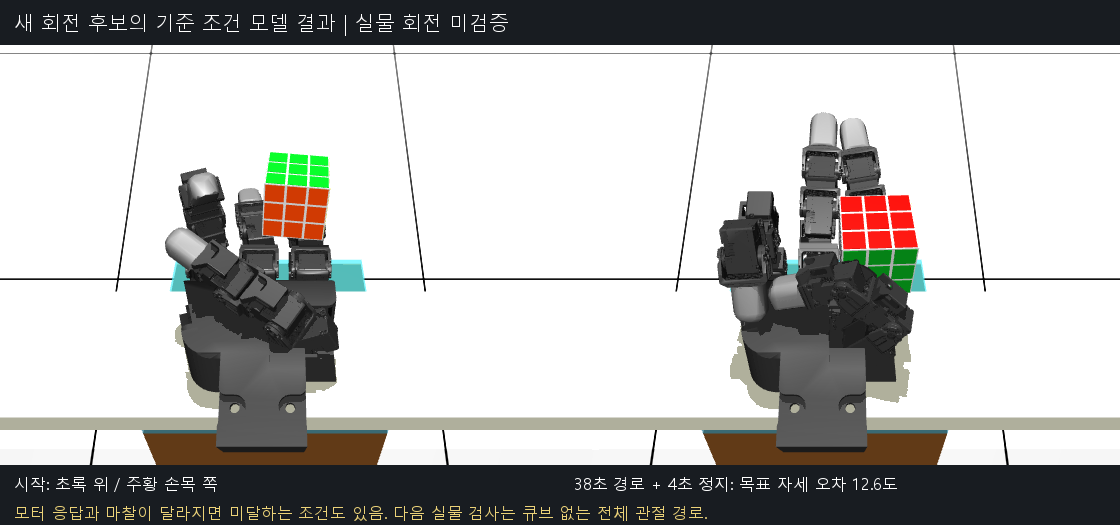 새 회전 후보의 기준 조건 모델 결과 | 실물 회전 미검증
시작: 초록 위 / 주황 손목 쪽
38초 경로 + 4초 정지: 목표 자세 오차 12.6도
모터 응답과 마찰이 달라지면 미달하는 조건도 있음. 다음 실물 검사는 큐브 없는 전체 관절 경로.